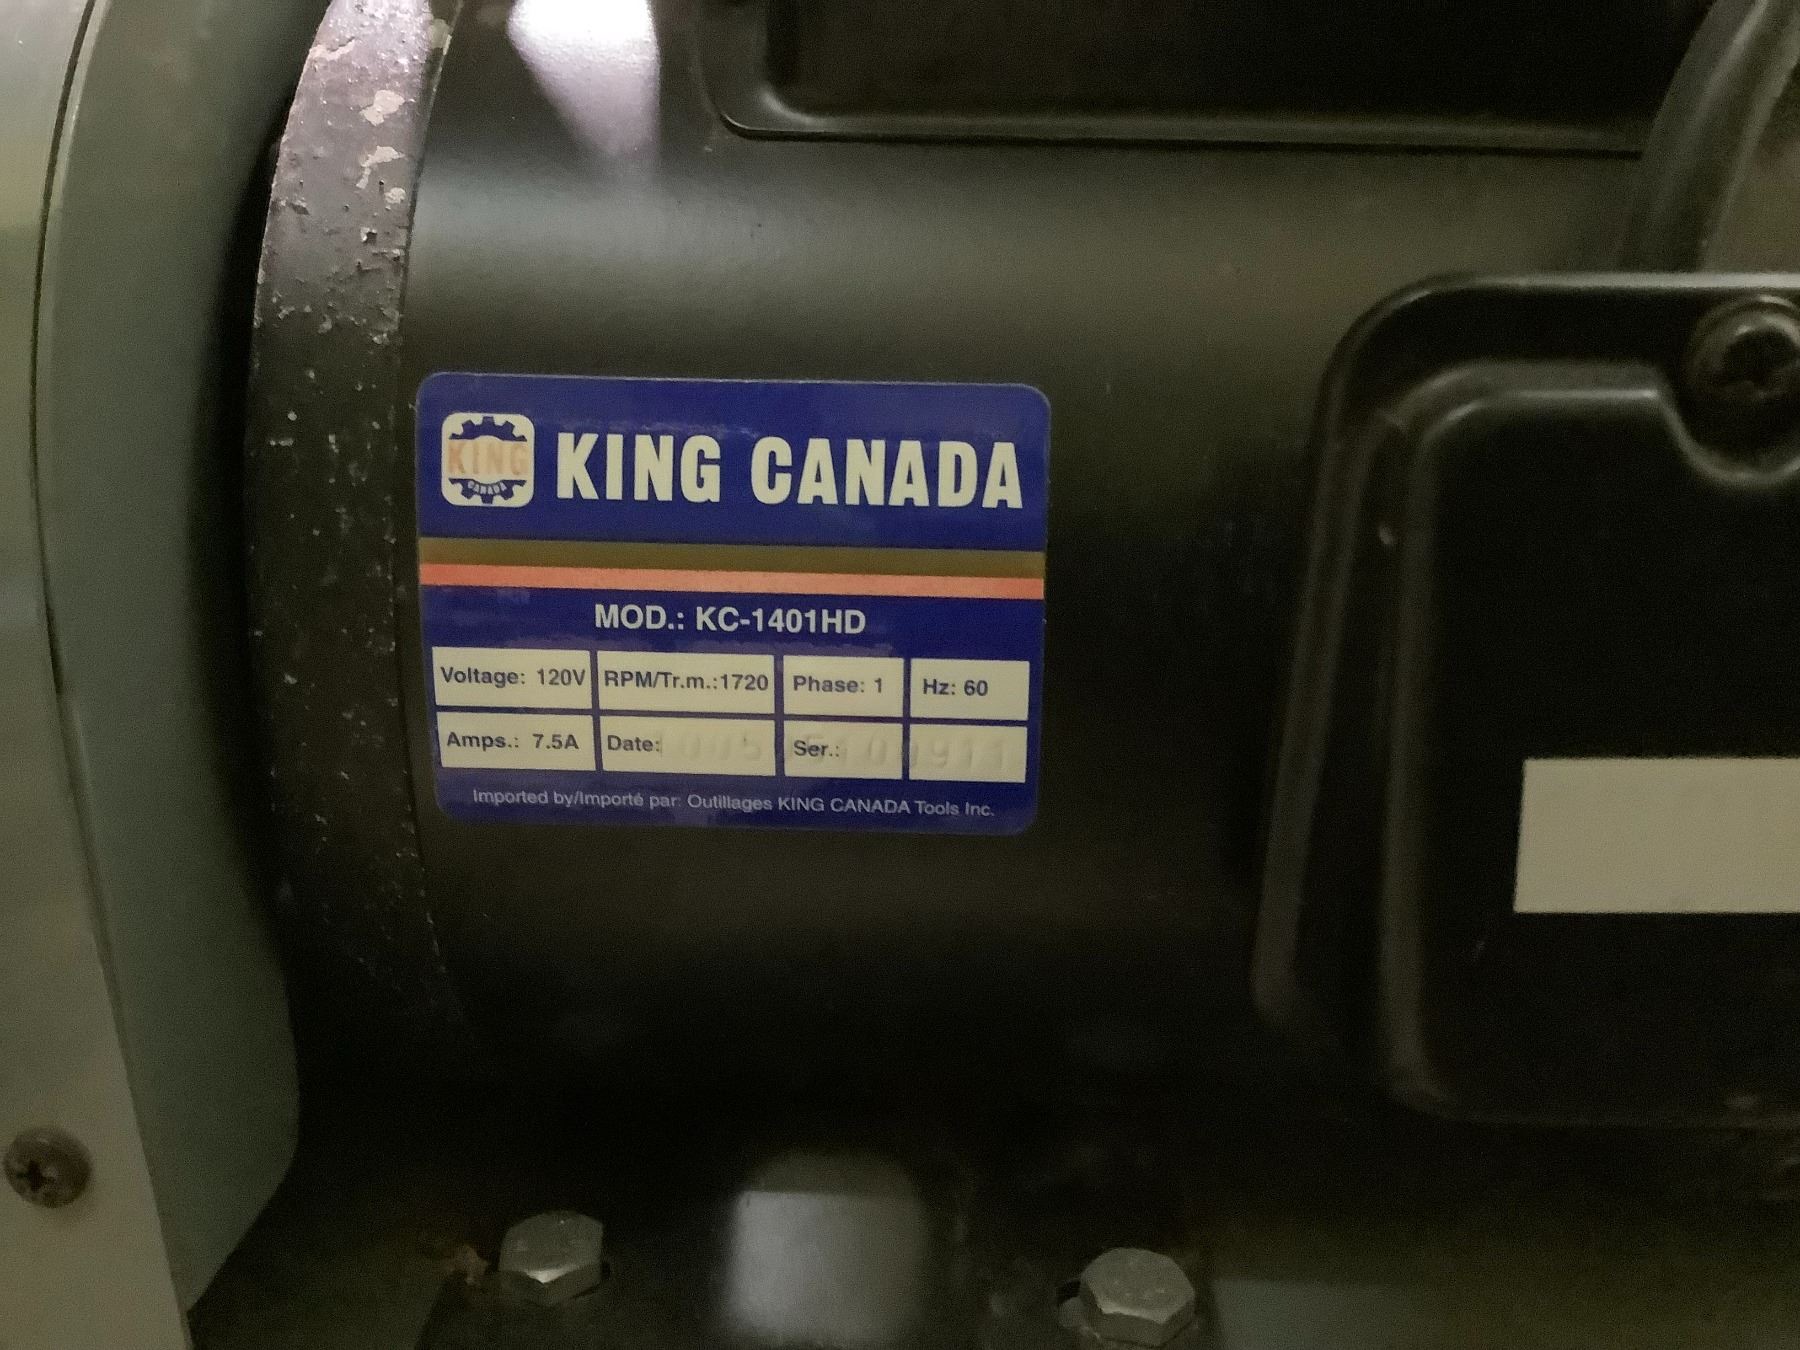 KING
CANADA
KING CANADA
MOD.: KC-1401HD
Voltage: 120V RPM/Tr.m.:1720 Phase: 1 Hz: 60
Amps.: 7.5A Date: Ser.:
Imported by/Importé par: Outillages KING CANADA Tools Inc.